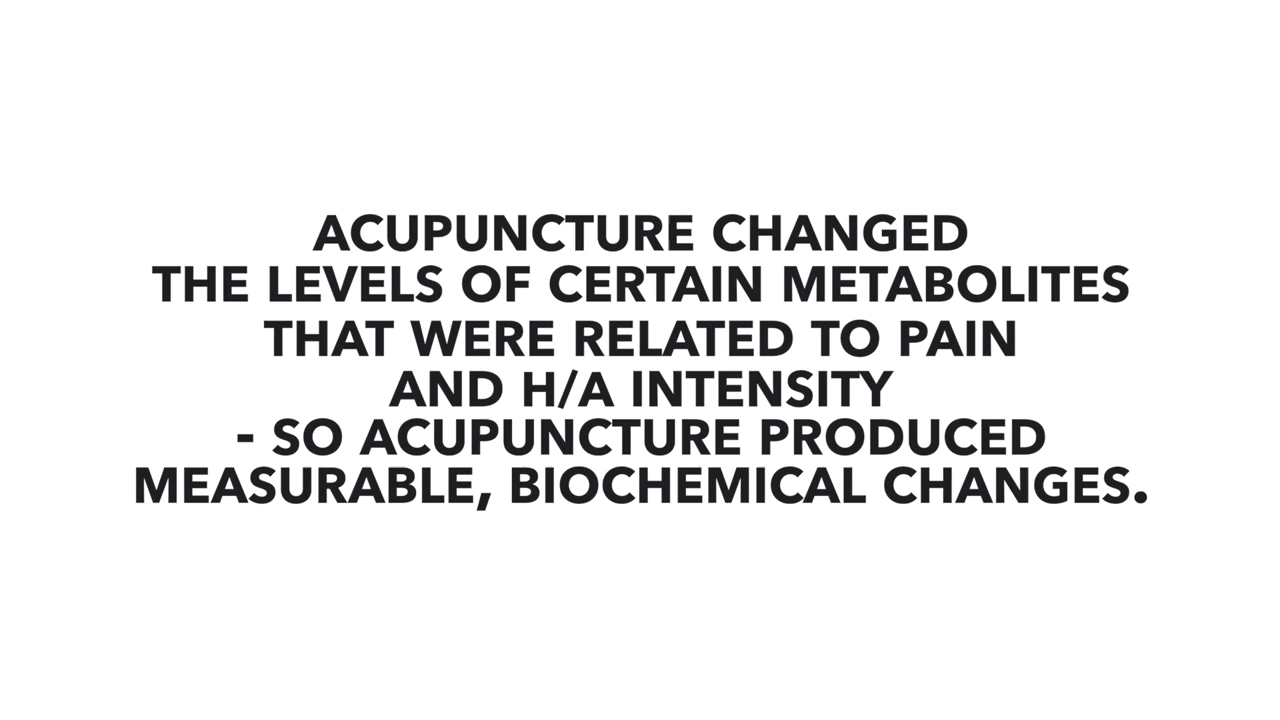 ACUPUNCTURE CHANGED
THE LEVELS OF CERTAIN METABOLITES
THAT WERE RELATED TO PAIN
AND H/A INTENSITY
- SO ACUPUNCTURE PRODUCED
MEASURABLE, BIOCHEMICAL CHANGES.